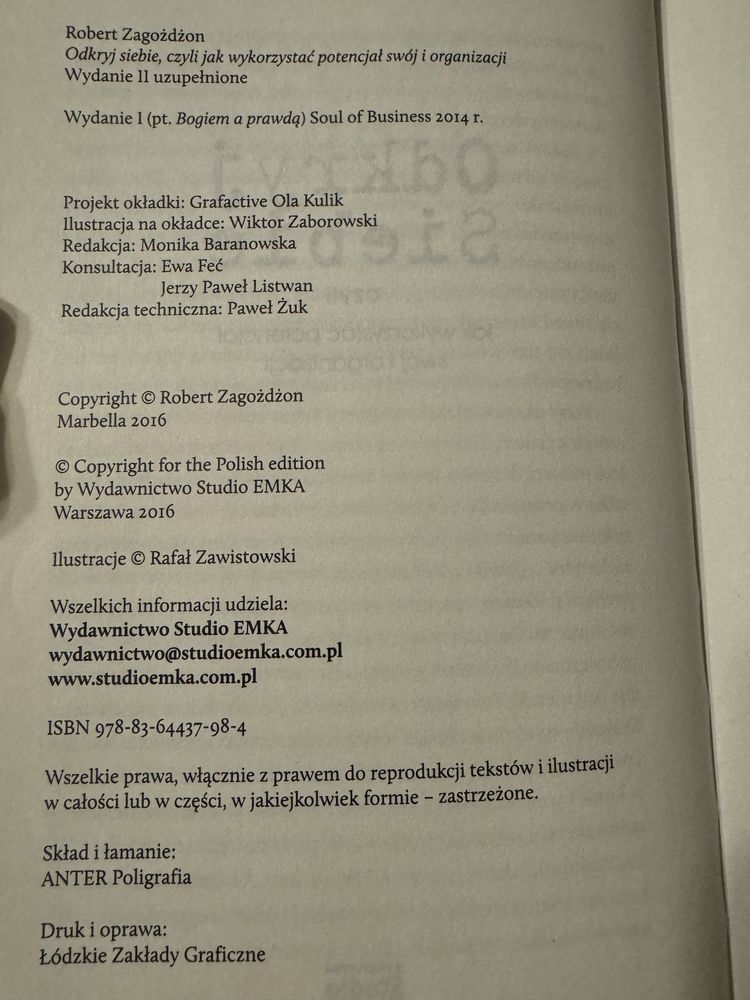 Robert Zagożdżon
Odkryj siebie, czyli jak wykorzystać potencjał swój i organizacji
Wydanie II uzupełnione
Wydanie I (pt. Bogiem a prawdą) Soul of Business 2014 r.
Projekt okładki: Grafactive Ola Kulik
Ilustracja na okładce: Wiktor Zaborowski
Redakcja: Monika Baranowska
Konsultacja: Ewa Feć
Jerzy Paweł Listwan
Redakcja techniczna: Paweł Żuk
Copyright © Robert Zagożdżon
Marbella 2016
© Copyright for the Polish edition
by Wydawnictwo Studio EMKA
Warszawa 2016
Ilustracje © Rafał Zawistowski
Wszelkich informacji udziela:
Wydawnictwo Studio EMKA
wydawnictwo@studioemka.com.pl
www.studioemka.com.pl
ISBN 978-83-64437-98-4
Wszelkie prawa, włącznie z prawem do reprodukcji tekstów i ilustracji
w całości lub w części, w jakiejkolwiek formie – zastrzeżone.
Skład i łamanie:
ANTER Poligrafia
Druk i oprawa:
Łódzkie Zakłady Graficzne